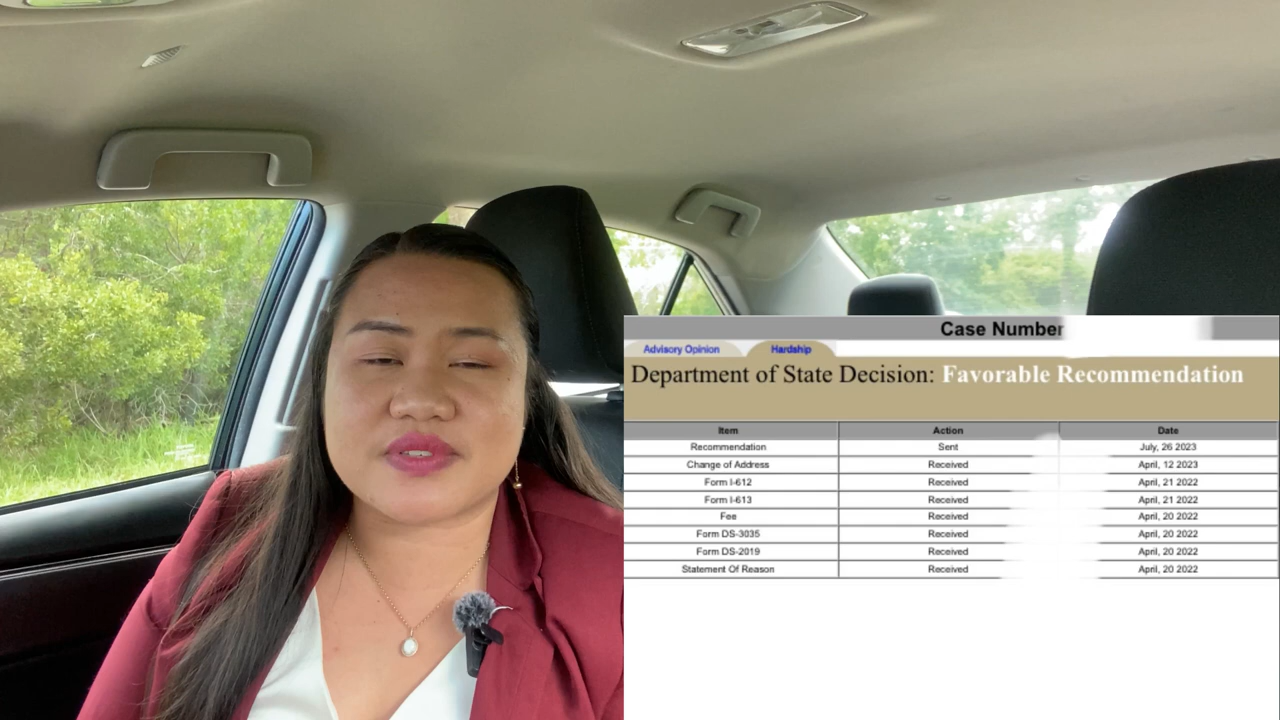 Case Number
Advisory Opinion Hardship
Department of State Decision: Favorable Recommendation
Item Action Date
Recommendation Sent July, 26 2023
Change of Address Received April, 12 2023
Form I-612 Received April, 21 2022
Form I-613 Received April, 21 2022
Fee Received April, 20 2022
Form DS-3035 Received April, 20 2022
Form DS-2019 Received April, 20 2022
Statement Of Reason Received April, 20 2022